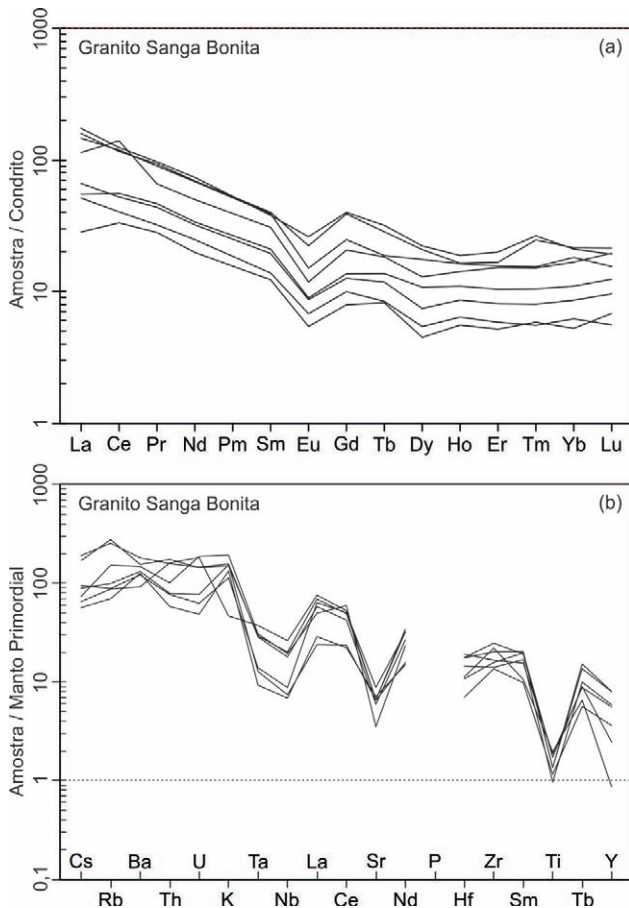 1000
Granito Sanga Bonita (a)
100
10
1
Amostra / Condrito
La Ce Pr Nd Pm Sm Eu Gd Tb Dy Ho Er Tm Yb Lu
1000
Granito Sanga Bonita (b)
100
10
1
0,
Amostra / Manto Primordial
Cs Ba U Ta La Sr P Zr Ti Y
Rb Th K Nb Ce Nd Hf Sm Tb